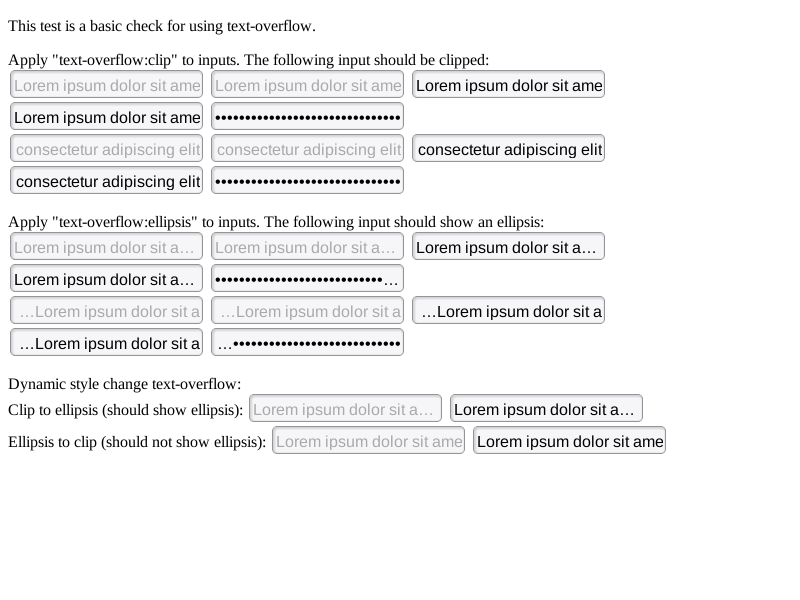 This test is a basic check for using text-overflow.
Apply "text-overflow:clip" to inputs. The following input should be clipped:
Lorem ipsum dolor sit ame Lorem ipsum dolor sit ame Lorem ipsum dolor sit ame
Lorem ipsum dolor sit ame •••••••••••••••••••••••••••••••
consectetur adipiscing elit consectetur adipiscing elit consectetur adipiscing elit
consectetur adipiscing elit •••••••••••••••••••••••••••••••
Apply "text-overflow:ellipsis" to inputs. The following input should show an ellipsis:
Lorem ipsum dolor sit a… Lorem ipsum dolor sit a… Lorem ipsum dolor sit a…
Lorem ipsum dolor sit a… ••••••••••••••••••••••••••••…
…Lorem ipsum dolor sit a …Lorem ipsum dolor sit a …Lorem ipsum dolor sit a
…Lorem ipsum dolor sit a …••••••••••••••••••••••••••••
Dynamic style change text-overflow:
Clip to ellipsis (should show ellipsis): Lorem ipsum dolor sit a… Lorem ipsum dolor sit a…
Ellipsis to clip (should not show ellipsis): Lorem ipsum dolor sit ame Lorem ipsum dolor sit ame